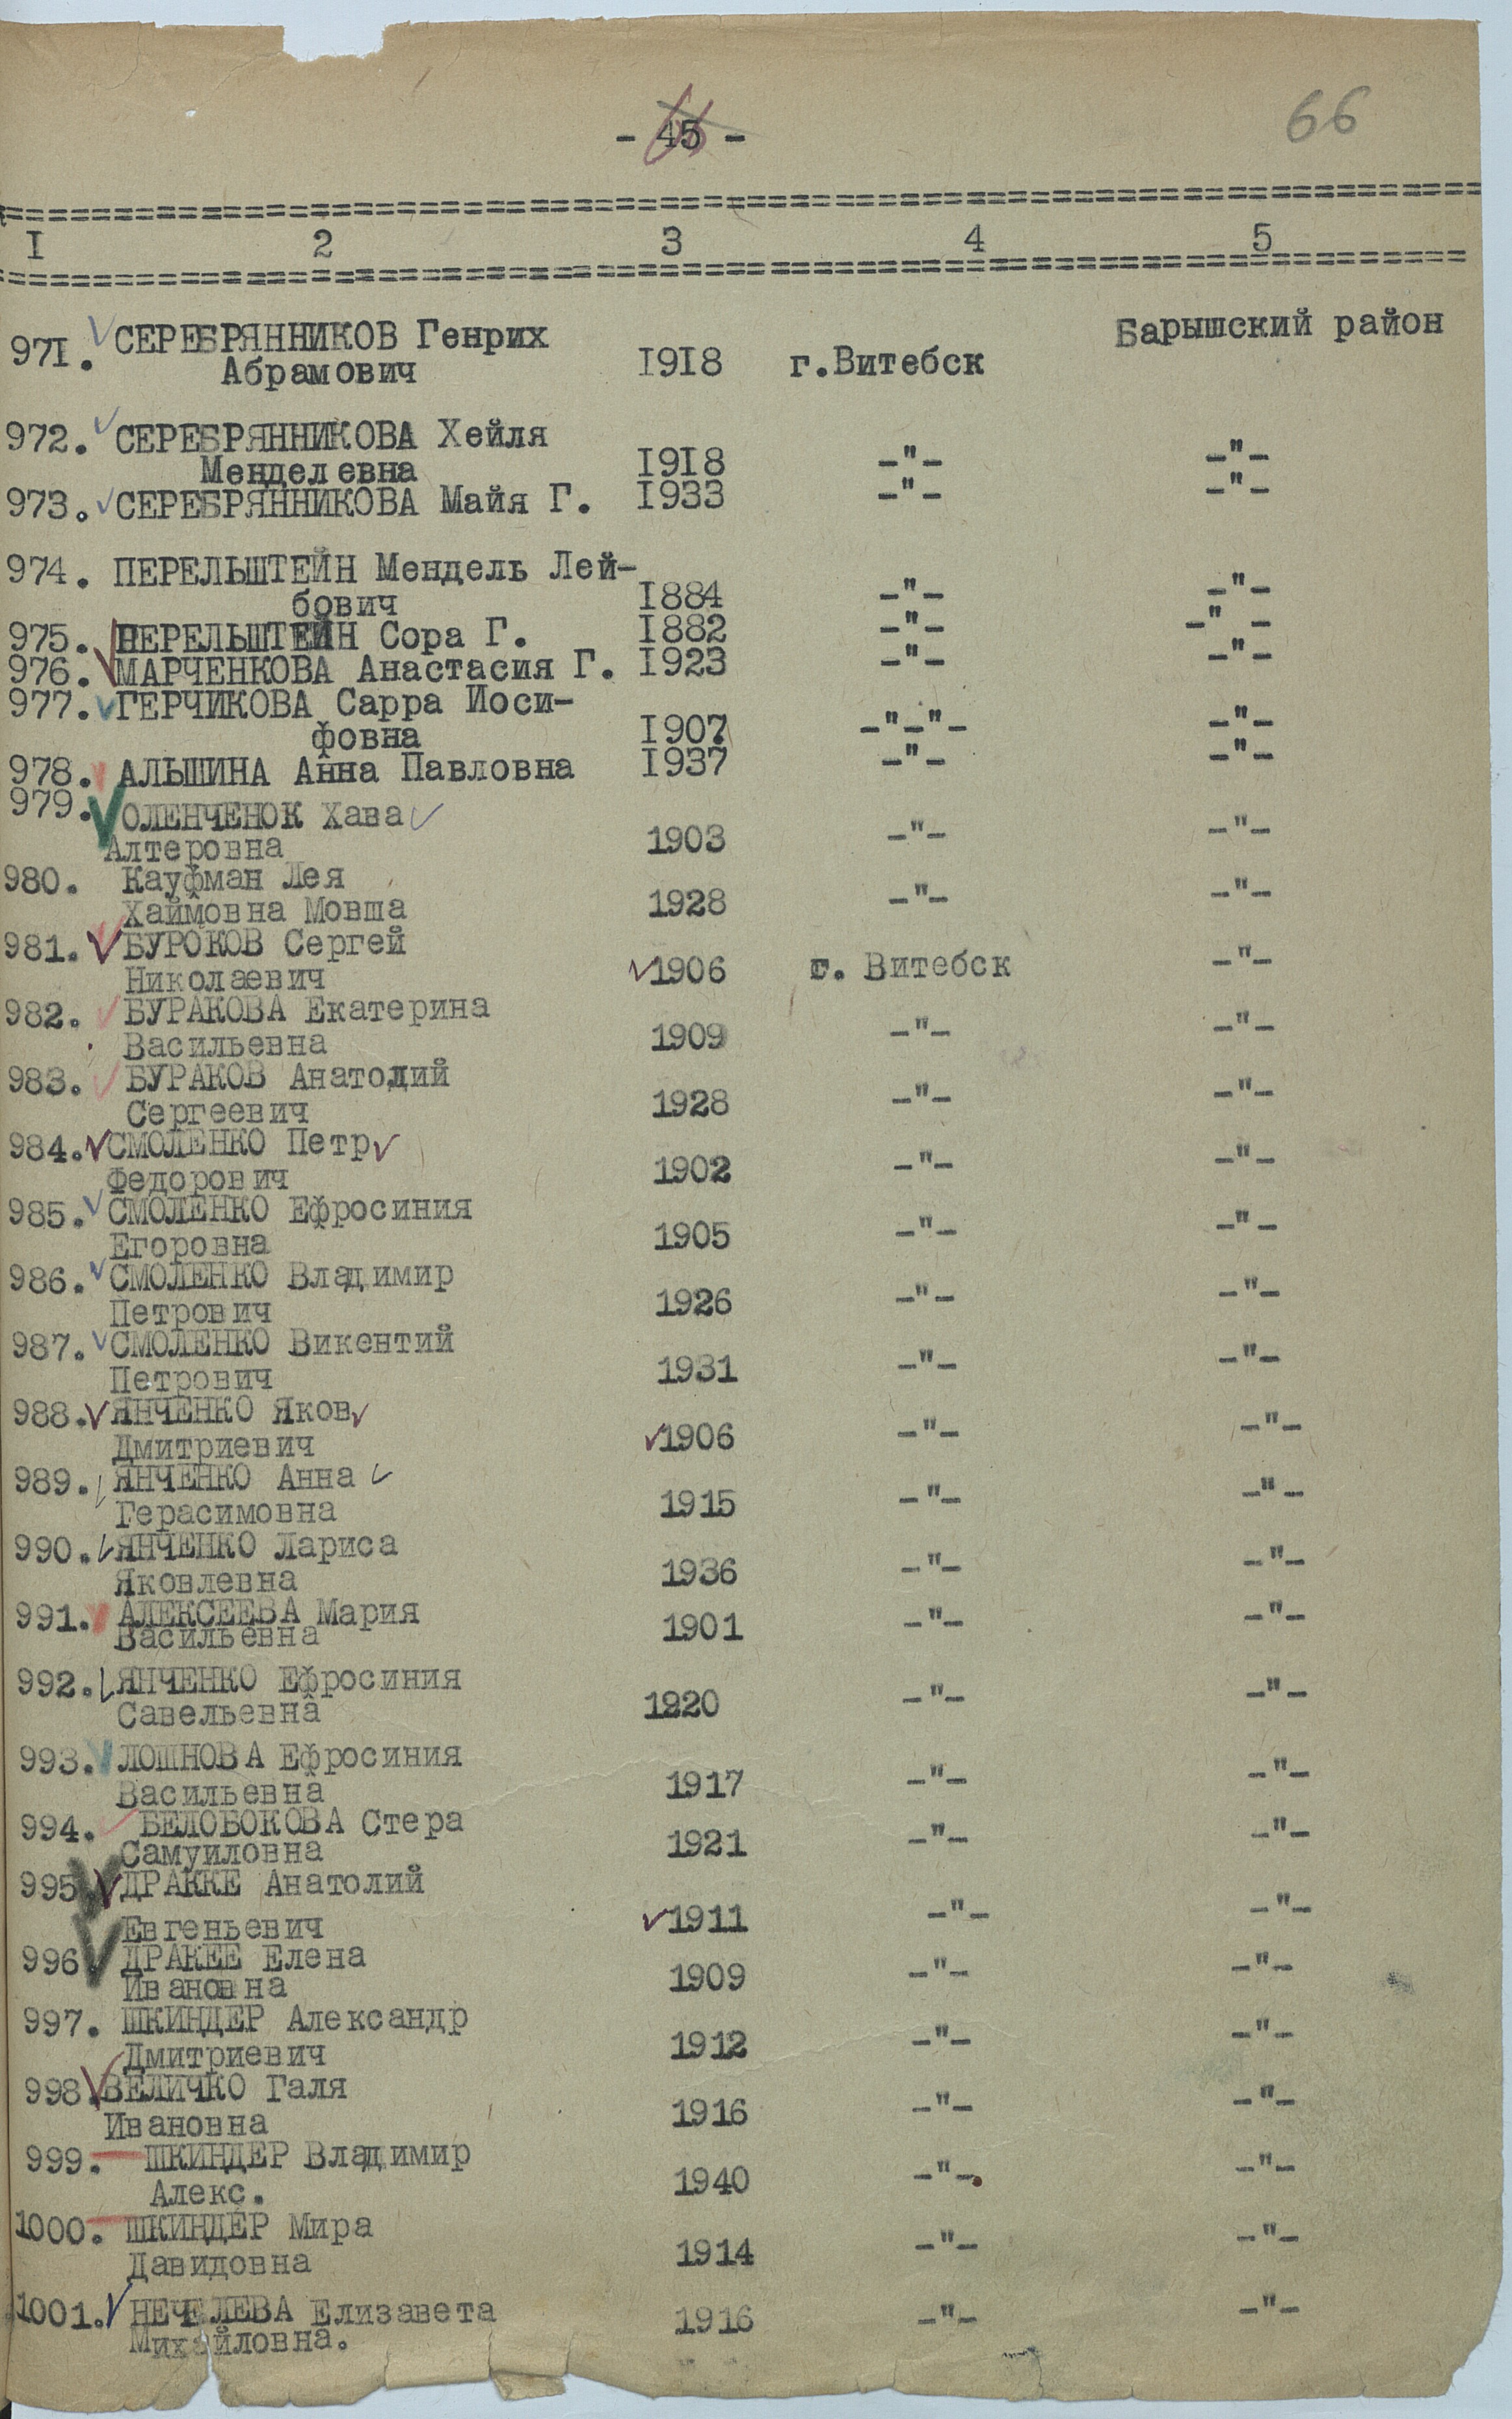 - 45 -
66
I 2 3 4 5
971. СЕРЕБРЯННИКОВ Генрих Барышский район
Абрамович 1918 г.Витебск
972. СЕРЕБРЯННИКОВА Хейля
Менделевна 1918 -"- -"-
973. СЕРЕБРЯННИКОВА Майя Г. 1933 -"- -"-
974. ПЕРЕЛЬШТЕЙН Мендель Лей-
бович 1884 -"- -"-
975. ПЕРЕЛЬШТЕЙН Сора Г. 1882 -"- -" -
976. МАРЧЕНКОВА Анастасия Г. 1923 -"- -"-
977. ГЕРЧИКОВА Сарра Иоси-
фовна 1907 -"-"- -"-
978. АЛЬШИНА Анна Павловна 1937 -"- -"-
979. ОЛЕНЧЕНОК Хава
Алтеровна 1903 -"- -"-
980. Кауфман Лея
Хаймовна Мовша 1928 -"- -"-
981. БУРОКОВ Сергей
Николаевич 1906 г. Витебск -"-
982. БУРАКОВА Екатерина
Васильевна 1909 -"- -"-
983. БУРАКОВ Анатолий
Сергеевич 1928 -"- -"-
984. СМОЛЕНКО Петр
Федорович 1902 -"- -"-
985. СМОЛЕНКО Ефросиния
Егоровна 1905 -"- -"-
986. СМОЛЕНКО Владимир
Петрович 1926 -"- -"-
987. СМОЛЕНКО Викентий
Петрович 1931 -"- -"-
988. ЯНЧЕНКО Яков
Дмитриевич 1906 -"- -"-
989. ЯНЧЕНКО Анна
Герасимовна 1915 -"- -"-
990. ЯНЧЕНКО Лариса
Яковлевна 1936 -"- -"-
991. АЛЕКСЕЕВА Мария
Васильевна 1901 -"- -"-
992. ЯНЧЕНКО Ефросиния
Савельевна 1920 -"- -"-
993. ЛОШНОВА Ефросиния
Васильевна 1917 -"- -"-
994. БЕЛОБОКОВА Стера
Самуиловна 1921 -"- -"-
995. ДРАККЕ Анатолий
Евгеньевич 1911 -"- -"-
996 ДРАКЕЕ Елена
Ивановна 1909 -"- -"-
997. ШКИНДЕР Александр
Дмитриевич 1912 -"- -"-
998. ВЕЛИЧКО Галя
Ивановна 1916 -"- -"-
999. ШКИНДЕР Владимир
Алекс. 1940 -"- -"-
1000. ШКИНДЕР Мира
Давидовна 1914 -"- -"-
1001. НЕЧЕЛЕВА Елизавета
Михайловна. 1916 -"- -"-